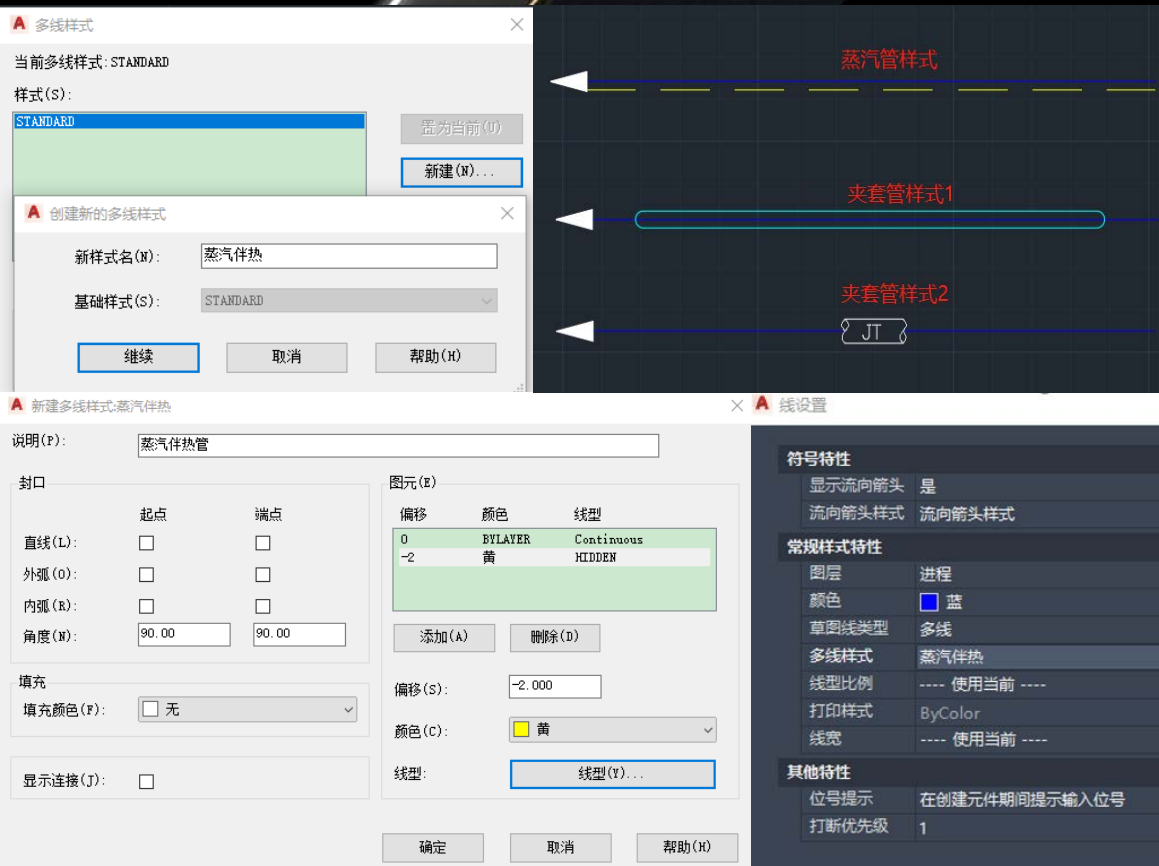 多线样式
当前多线样式:STANDARD
样式(S):
STANDARD
置为当前(U)
新建(N)...
创建新的多线样式
新样式名(N):
蒸汽伴热
基础样式(S):
STANDARD
继续
取消
帮助(H)
蒸汽管样式
夹套管样式1
夹套管样式2
JT
新建多线样式:蒸汽伴热
说明(P):
蒸汽伴热管
封口
起点
端点
直线(L):
外弧(O):
内弧(R):
角度(N):
90.00
90.00
填充
填充颜色(F):
无
显示连接(J):
图元(E)
偏移 颜色 线型
0 BYLAYER Continuous
-2 黄 HIDDEN
添加(A)
删除(D)
偏移(S):
-2.000
颜色(C):
黄
线型:
线型(Y)...
确定
取消
帮助(H)
线设置
符号特性
显示流向箭头 是
流向箭头样式 流向箭头样式
常规样式特性
图层 进程
颜色 蓝
草图线类型 多线
多线样式 蒸汽伴热
线型比例 ---- 使用当前 ----
打印样式 ByColor
线宽 ---- 使用当前 ----
其他特性
位号提示 在创建元件期间提示输入位号
打断优先级 1